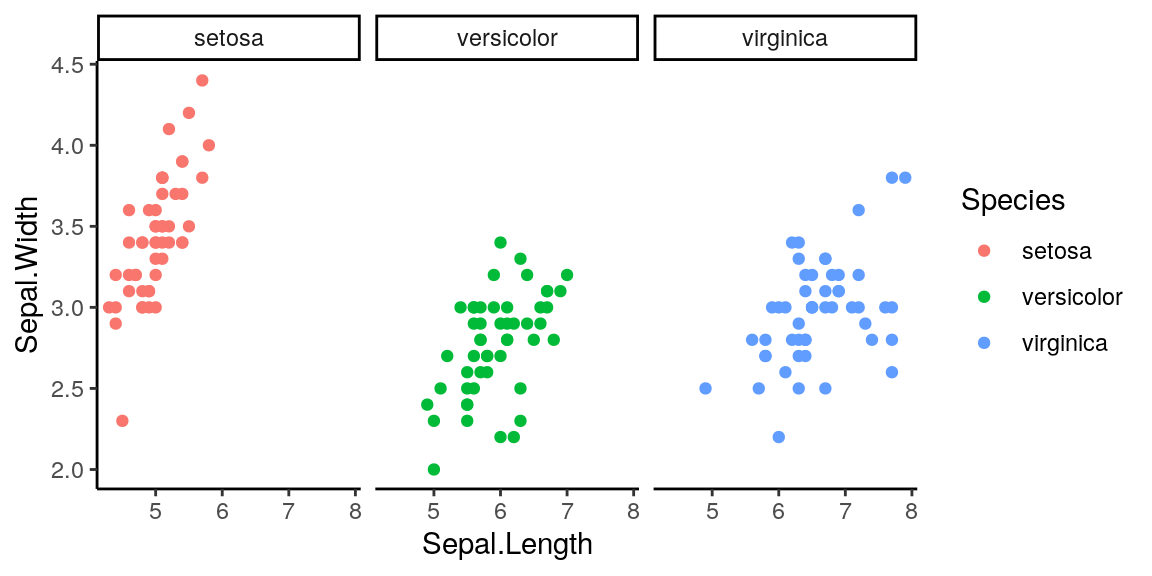 setosa versicolor virginica
4.5
4.0
3.5
3.0
2.5
2.0
Sepal.Width
5 6 7 8 5 6 7 8 5 6 7 8
Sepal.Length
Species
setosa
versicolor
virginica